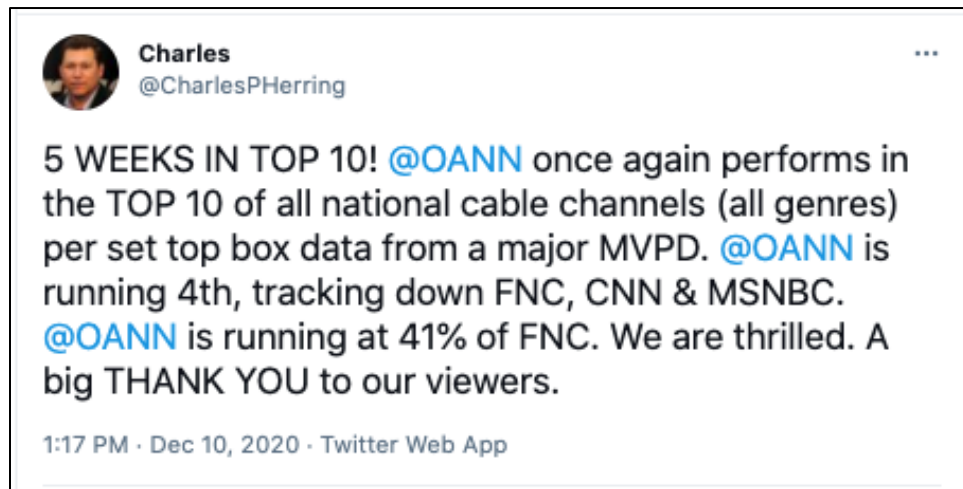 Charles
@CharlesPHerring
5 WEEKS IN TOP 10! @OANN once again performs in
the TOP 10 of all national cable channels (all genres)
per set top box data from a major MVPD. @OANN is
running 4th, tracking down FNC, CNN & MSNBC.
@OANN is running at 41% of FNC. We are thrilled. A
big THANK YOU to our viewers.
1:17 PM · Dec 10, 2020 · Twitter Web App